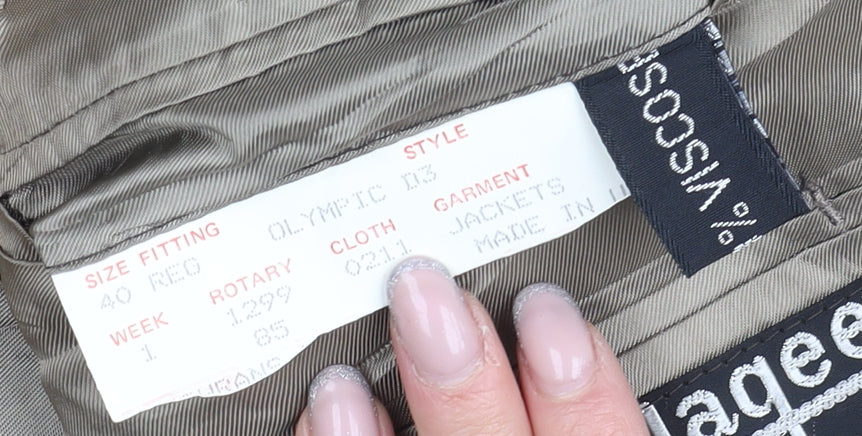 STYLE
SIZE FITTING OLYMPIC D3
40 REG CLOTH GARMENT
ROTARY 0211 JACKETS
WEEK 1299 MADE IN
1 85
VISCOSE
%